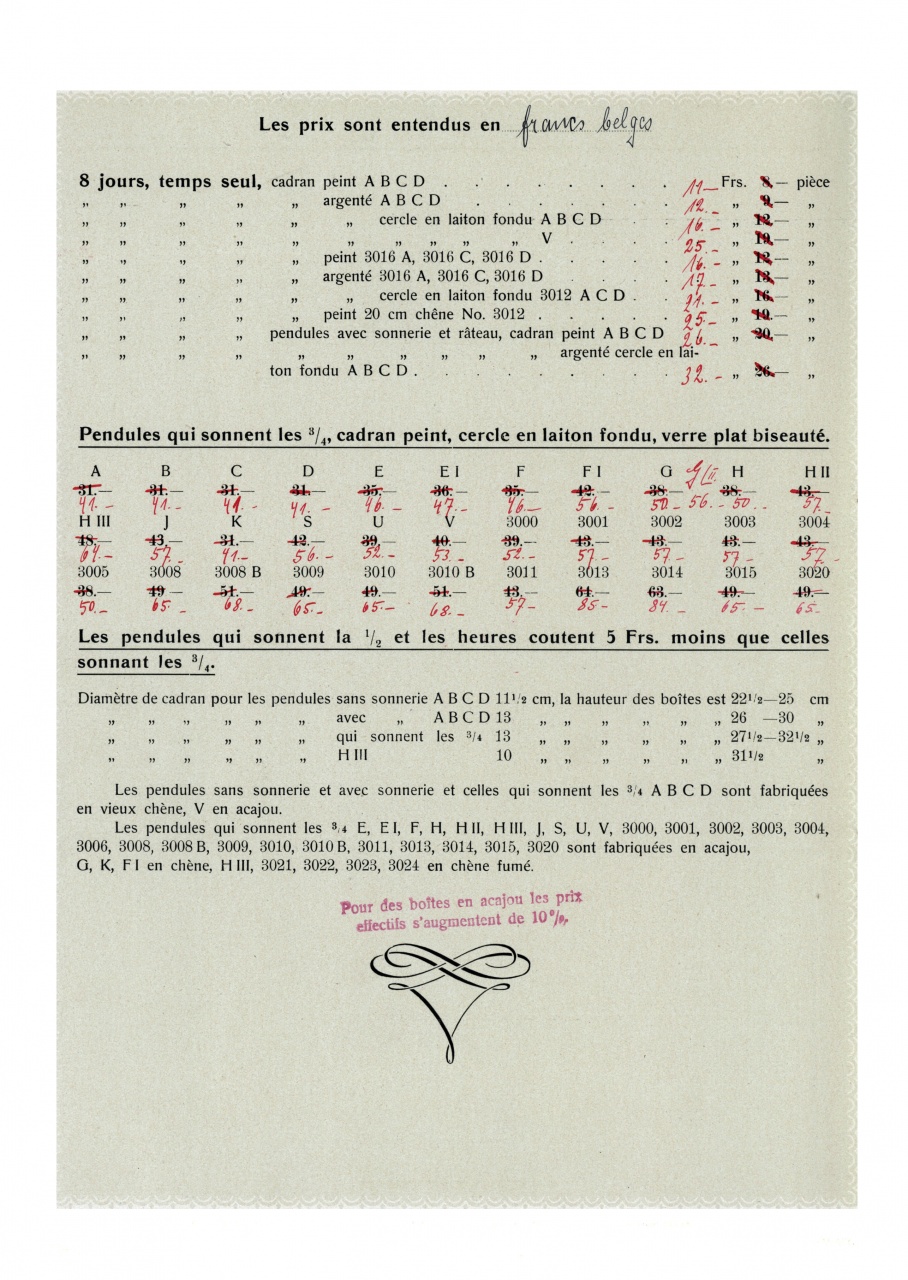 Les prix sont entendus en francs belges
8 jours, temps seul, cadran peint A B C D . . . . . . . 11.— Frs. 8.— pièce
„ „ „ „ „ argenté A B C D . . . . . . 12.— „ 9.— „
„ „ „ „ „ „ cercle en laiton fondu A B C D . . 16.— „ 12.— „
„ „ „ „ „ „ „ „ „ „ V . . . . 25.— „ 19.— „
„ „ „ „ „ peint 3016 A, 3016 C, 3016 D . . . . . 16.— „ 12.— „
„ „ „ „ „ argenté 3016 A, 3016 C, 3016 D . . . . 17.— „ 13.— „
„ „ „ „ „ „ cercle en laiton fondu 3012 A C D . . 21.— „ 16.— „
„ „ „ „ „ peint 20 cm chêne No. 3012 . . . . . 25.— „ 19.— „
„ „ „ „ pendules avec sonnerie et râteau, cadran peint A B C D 26.— „ 20.— „
„ „ „ „ „ „ „ „ „ „ argenté cercle en lai-
ton fondu A B C D . . . . . . . 32.— „ 26.— „
Pendules qui sonnent les 3/4, cadran peint, cercle en laiton fondu, verre plat biseauté.
A B C D E E I F F I G G/II. H H II
31.— 31.— 31.— 31.— 35.— 36.— 35.— 42.— 38.— 38.— 43.—
41.— 41.— 41.— 41.— 46.— 47.— 46.— 56.— 50.— 56.— 50.— 57.—
H III J K S U V 3000 3001 3002 3003 3004
48.— 43.— 31.— 42.— 39.— 40.— 39.— 43.— 43.— 43.— 43.—
64.— 57.— 41.— 56.— 52.— 53.— 52.— 57.— 57.— 57.— 57.—
3005 3008 3008 B 3009 3010 3010 B 3011 3013 3014 3015 3020
38.— 49.— 51.— 49.— 49.— 51.— 43.— 64.— 63.— 49.— 49.—
50.— 65.— 68.— 65.— 65.— 68.— 57.— 85.— 84.— 65.— 65.—
Les pendules qui sonnent la 1/2 et les heures coutent 5 Frs. moins que celles
sonnant les 3/4.
Diamètre de cadran pour les pendules sans sonnerie A B C D 11 1/2 cm, la hauteur des boîtes est 22 1/2—25 cm
„ „ „ „ „ „ avec „ A B C D 13 „ „ „ „ „ „ 26 —30 „
„ „ „ „ „ „ qui sonnent les 3/4 13 „ „ „ „ „ „ 27 1/2—32 1/2 „
„ „ „ „ „ „ H III 10 „ „ „ „ „ „ 31 1/2 „
Les pendules sans sonnerie et avec sonnerie et celles qui sonnent les 3/4 A B C D sont fabriquées
en vieux chêne, V en acajou.
Les pendules qui sonnent les 3/4 E, E I, F, H, H II, H III, J, S, U, V, 3000, 3001, 3002, 3003, 3004,
3006, 3008, 3008 B, 3009, 3010, 3010 B, 3011, 3013, 3014, 3015, 3020 sont fabriquées en acajou,
G, K, F I en chêne, H III, 3021, 3022, 3023, 3024 en chêne fumé.
Pour des boîtes en acajou les prix
effectifs s'augmentent de 10%.